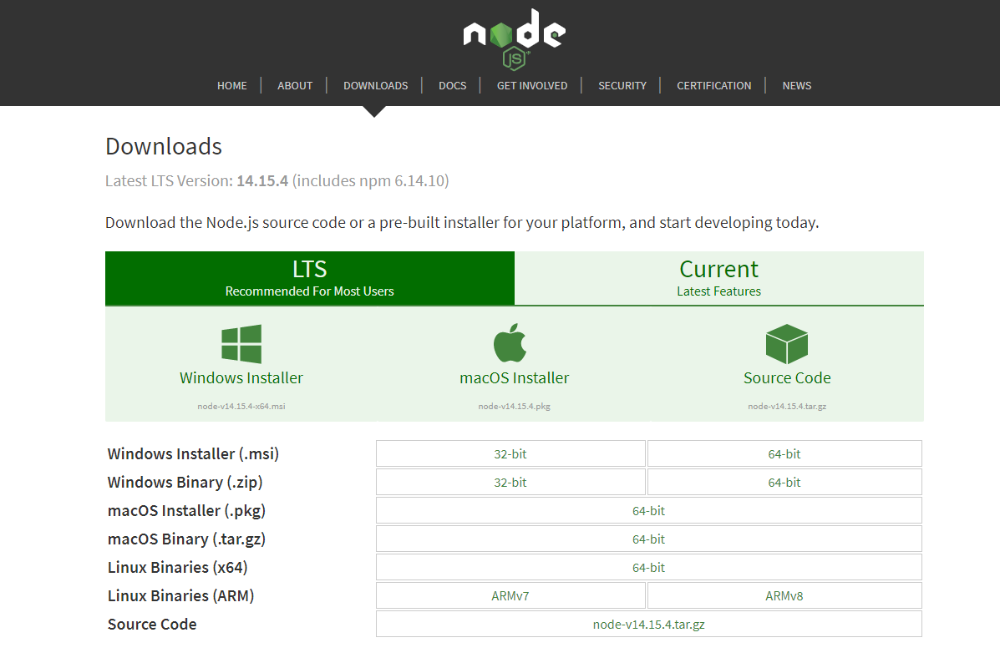 node
JS
HOME ABOUT DOWNLOADS DOCS GET INVOLVED SECURITY CERTIFICATION NEWS
Downloads
Latest LTS Version: 14.15.4 (includes npm 6.14.10)
Download the Node.js source code or a pre-built installer for your platform, and start developing today.
LTS Current
Recommended For Most Users Latest Features
Windows Installer macOS Installer Source Code
node-v14.15.4-x64.msi node-v14.15.4.pkg node-v14.15.4.tar.gz
Windows Installer (.msi) 32-bit 64-bit
Windows Binary (.zip) 32-bit 64-bit
macOS Installer (.pkg) 64-bit
macOS Binary (.tar.gz) 64-bit
Linux Binaries (x64) 64-bit
Linux Binaries (ARM) ARMv7 ARMv8
Source Code node-v14.15.4.tar.gz